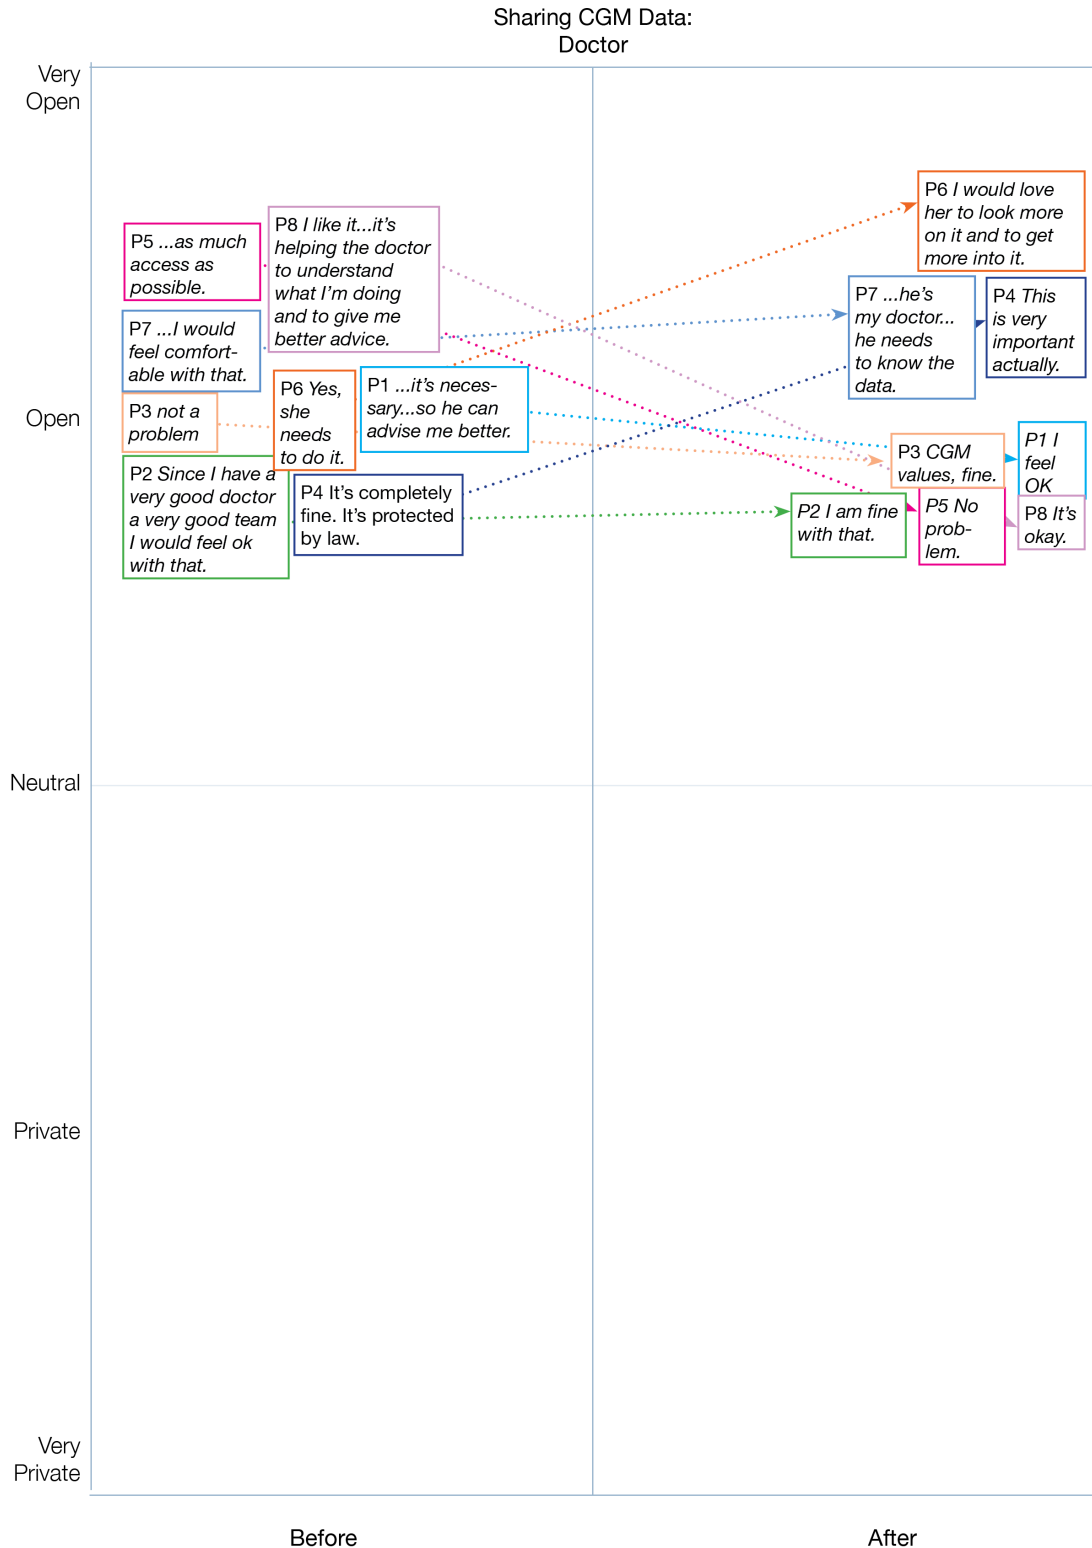 Sharing CGM Data:
Doctor
Very
Open
Open
Neutral
Private
Very
Private
P5 ...as much
access as
possible.
P8 I like it...it's
helping the doctor
to understand
what I'm doing
and to give me
better advice.
P7 ...I would
feel comfort-
able with that.
P3 not a
problem
P6 Yes,
she
needs
to do it.
P1 ...it's neces-
sary...so he can
advise me better.
P2 Since I have a
very good doctor
a very good team
I would feel ok
with that.
P4 It's completely
fine. It's protected
by law.
P6 I would love
her to look more
on it and to get
more into it.
P7 ...he's
my doctor...
he needs
to know the
data.
P4 This
is very
important
actually.
P3 CGM
values, fine.
P1 I
feel
OK
P2 I am fine
with that.
P5 No
prob-
lem.
P8 It's
okay.
Before
After